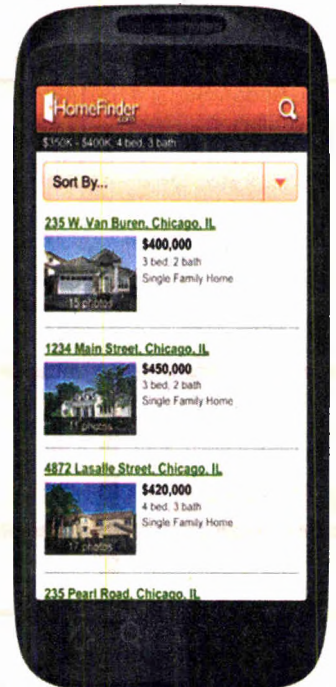 HomeFinder
.com
$350K - $400K, 4 bed, 3 bath
Sort By...
235 W. Van Buren, Chicago, IL
$400,000
3 bed, 2 bath
Single Family Home
15 photos
1234 Main Street, Chicago, IL
$450,000
3 bed, 2 bath
Single Family Home
11 photos
4872 Lasalle Street, Chicago, IL
$420,000
4 bed, 3 bath
Single Family Home
17 photos
235 Pearl Road, Chicago, IL